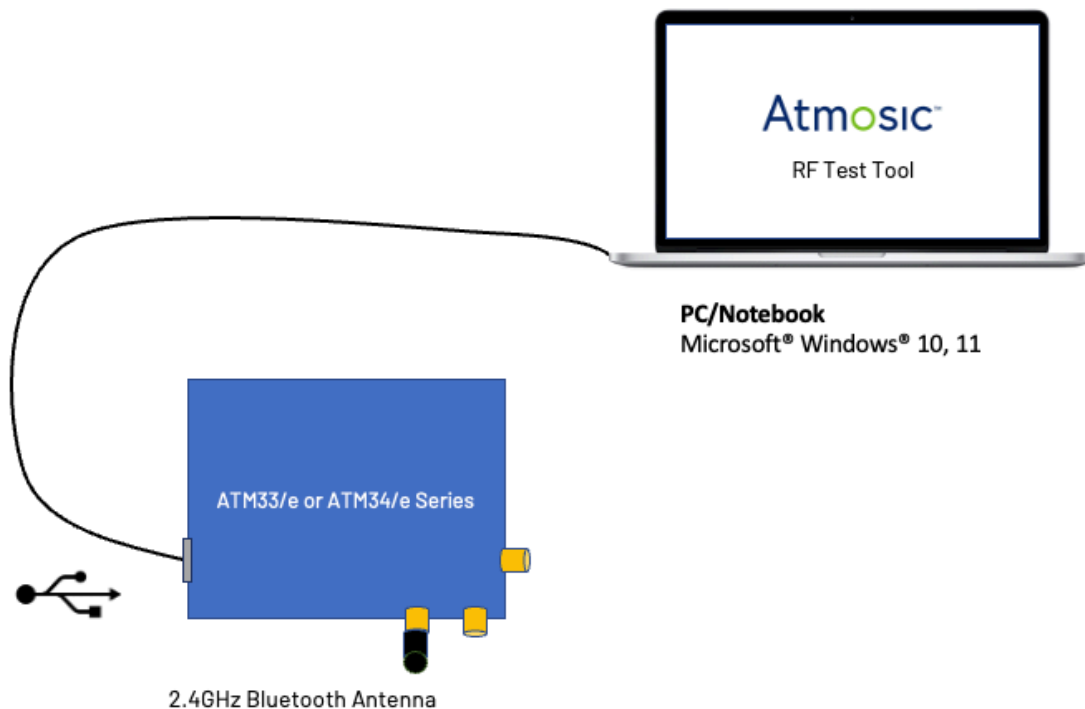 Atmosic™
RF Test Tool
PC/Notebook
Microsoft® Windows® 10, 11
ATM33/e or ATM34/e Series
2.4GHz Bluetooth Antenna